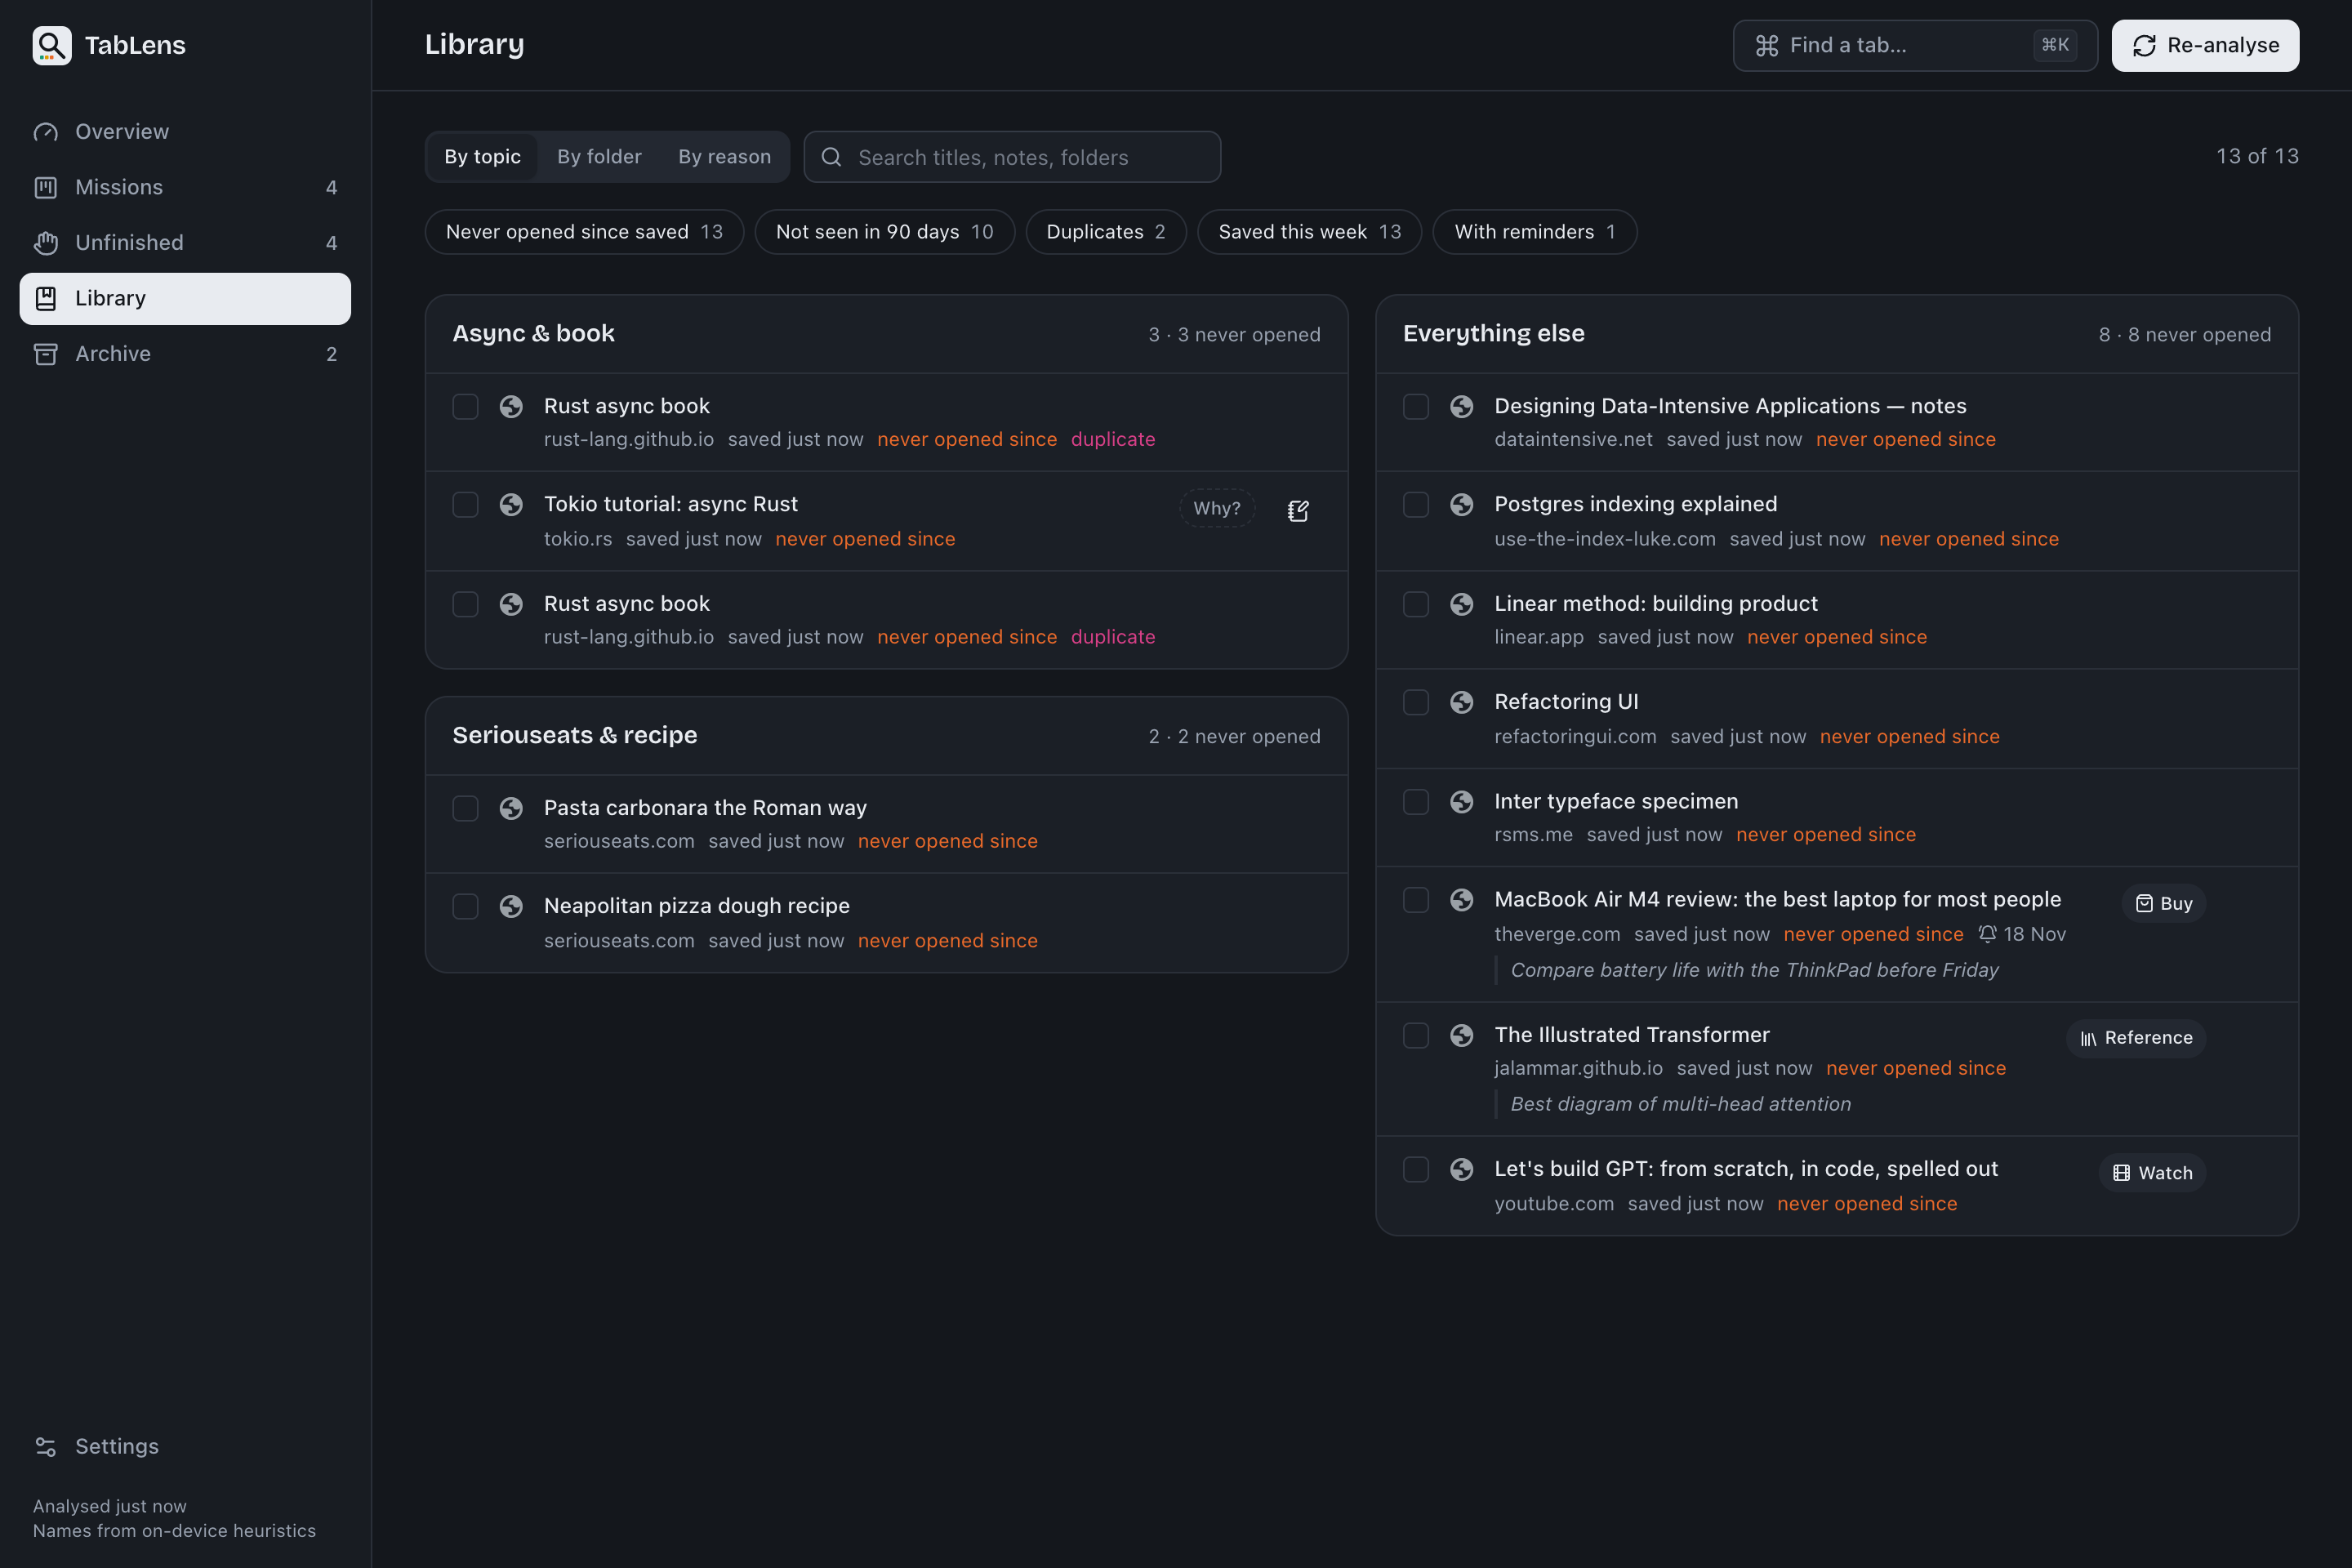 TabLens
Overview
Missions 4
Unfinished 4
Library
Archive 2
Settings
Analysed just now
Names from on-device heuristics
Library
Find a tab... ⌘K
Re-analyse
By topic By folder By reason
Search titles, notes, folders
13 of 13
Never opened since saved 13
Not seen in 90 days 10
Duplicates 2
Saved this week 13
With reminders 1
Async & book
3 · 3 never opened
Rust async book
rust-lang.github.io saved just now never opened since duplicate
Tokio tutorial: async Rust
Why?
tokio.rs saved just now never opened since
Rust async book
rust-lang.github.io saved just now never opened since duplicate
Seriouseats & recipe
2 · 2 never opened
Pasta carbonara the Roman way
seriouseats.com saved just now never opened since
Neapolitan pizza dough recipe
seriouseats.com saved just now never opened since
Everything else
8 · 8 never opened
Designing Data-Intensive Applications — notes
dataintensive.net saved just now never opened since
Postgres indexing explained
use-the-index-luke.com saved just now never opened since
Linear method: building product
linear.app saved just now never opened since
Refactoring UI
refactoringui.com saved just now never opened since
Inter typeface specimen
rsms.me saved just now never opened since
MacBook Air M4 review: the best laptop for most people
Buy
theverge.com saved just now never opened since 18 Nov
Compare battery life with the ThinkPad before Friday
The Illustrated Transformer
Reference
jalammar.github.io saved just now never opened since
Best diagram of multi-head attention
Let's build GPT: from scratch, in code, spelled out
Watch
youtube.com saved just now never opened since